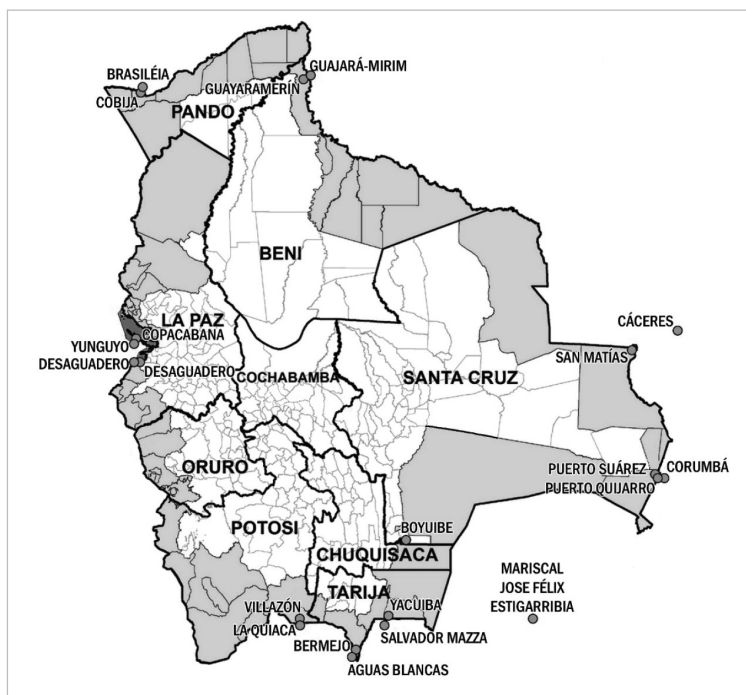 BRASILÉIA
GUAJARÁ-MIRIM
COBIJA
GUAYARAMERÍN
PANDO
BENI
LA PAZ
COPACABANA
CÁCERES
YUNGUYO
SAN MATÍAS
DESAGUADERO
DESAGUADERO
COCHABAMBA
SANTA CRUZ
ORURO
PUERTO SUÁREZ
CORUMBÁ
PUERTO QUIJARRO
POTOSI
BOYUIBE
CHUQUISACA
MARISCAL
JOSE FÉLIX
ESTIGARRIBIA
TARIJA
VILLAZÓN
YACUIBA
LA QUIACA
SALVADOR MAZZA
BERMEJO
AGUAS BLANCAS